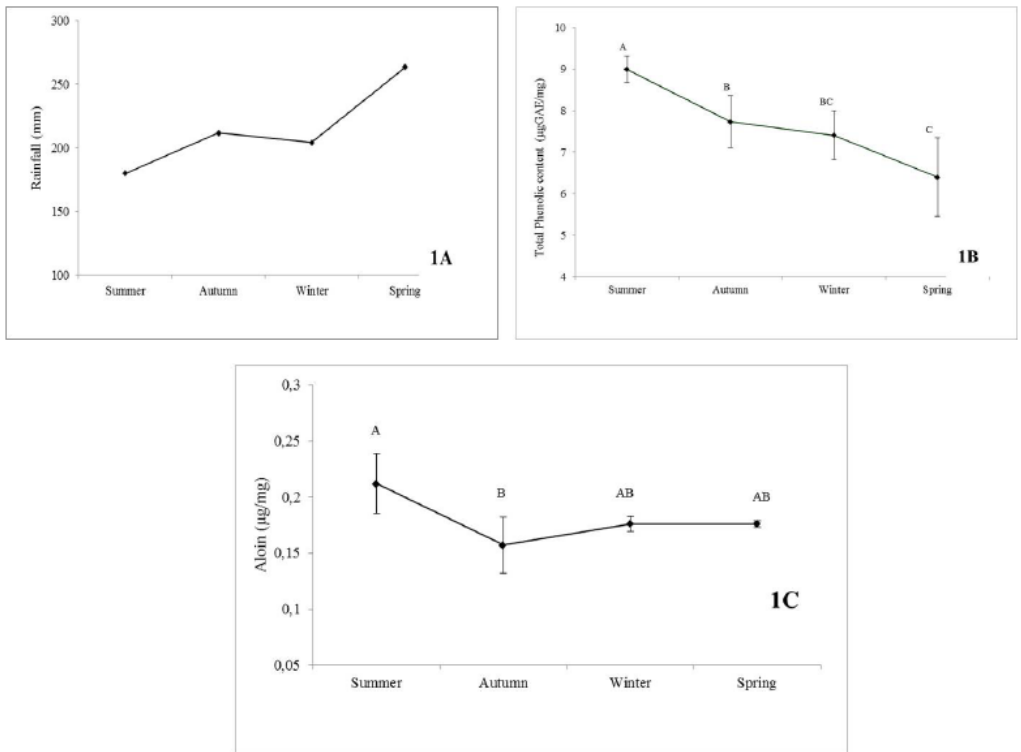 300
250
200
150
100
Rainfall (mm)
Summer Autumn Winter Spring
1A
10
9
8
7
6
5
4
Total Phenolic content (µgGAE/mg)
A
B
BC
C
Summer Autumn Winter Spring
1B
0,3
0,25
0,2
0,15
0,1
0,05
Aloin (µg/mg)
A
B
AB
AB
Summer Autumn Winter Spring
1C